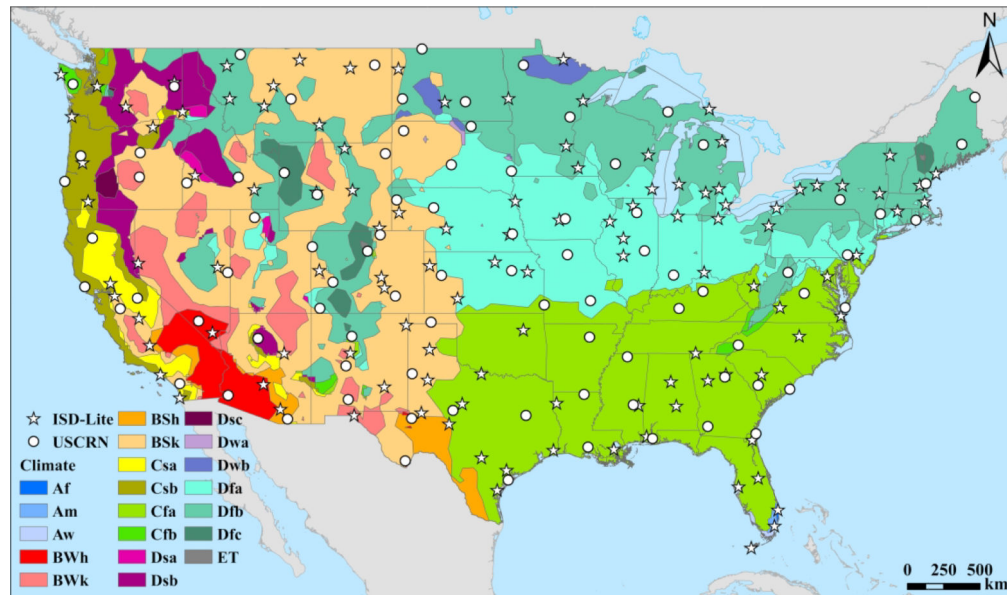 N
ISD-Lite
USCRN
Climate
Af
Am
Aw
BWh
BWk
BSh
BSk
Csa
Csb
Cfa
Cfb
Dsa
Dsb
Dsc
Dwa
Dwb
Dfa
Dfb
Dfc
ET
0 250 500
km